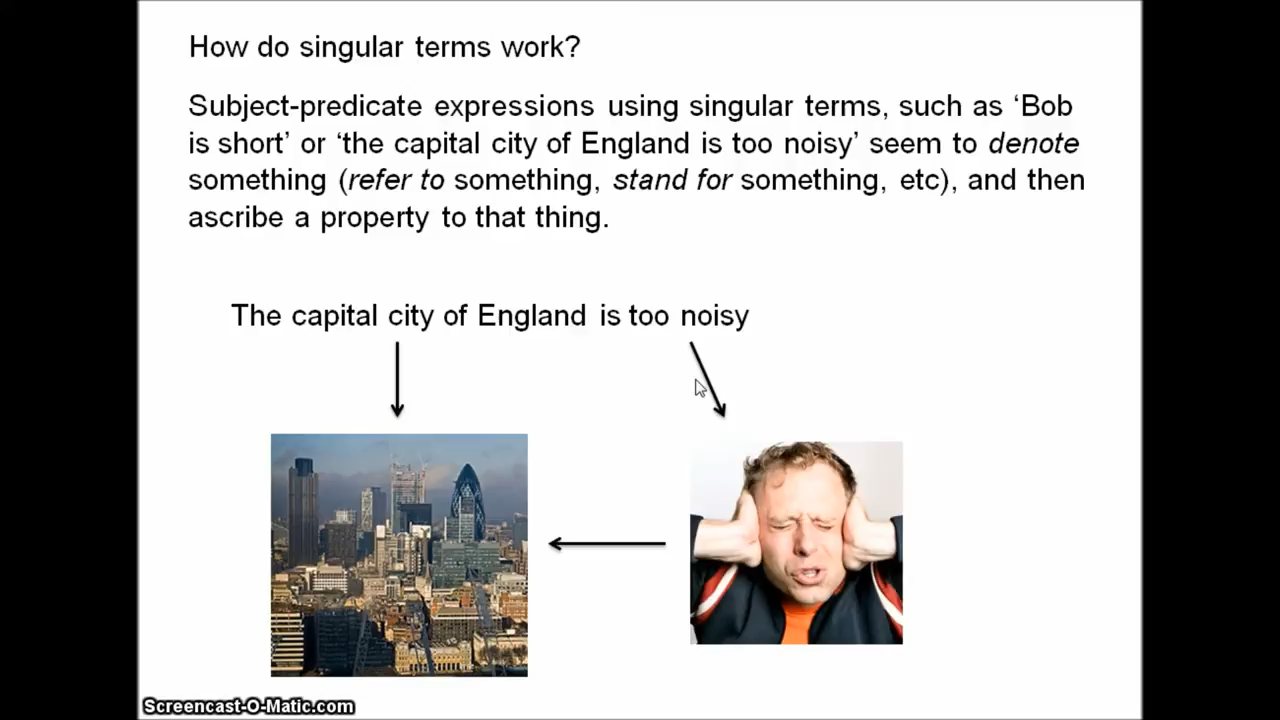 How do singular terms work?
Subject-predicate expressions using singular terms, such as ‘Bob
is short’ or ‘the capital city of England is too noisy’ seem to denote
something (refer to something, stand for something, etc), and then
ascribe a property to that thing.
The capital city of England is too noisy
Screencast-O-Matic.com